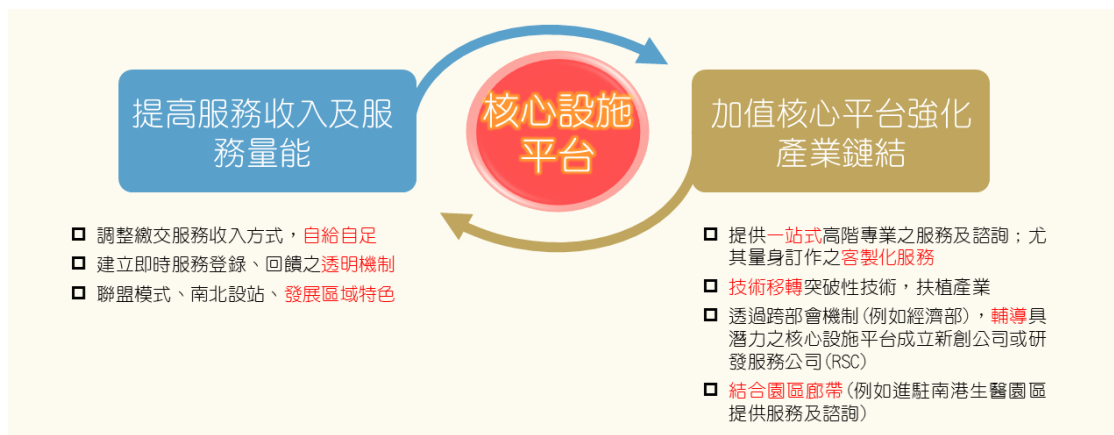 提高服務收入及服
務量能
核心設施
平台
加值核心平台強化
產業鏈結
調整繳交服務收入方式，自給自足
建立即時服務登錄、回饋之透明機制
聯盟模式、南北設站、發展區域特色
提供一站式高階專業之服務及諮詢；尤
其量身訂作之客製化服務
技術移轉突破性技術，扶植產業
透過跨部會機制(例如經濟部)，輔導具
潛力之核心設施平台成立新創公司或研
發服務公司(RSC)
結合園區廊帶(例如進駐南港生醫園區
提供服務及諮詢)